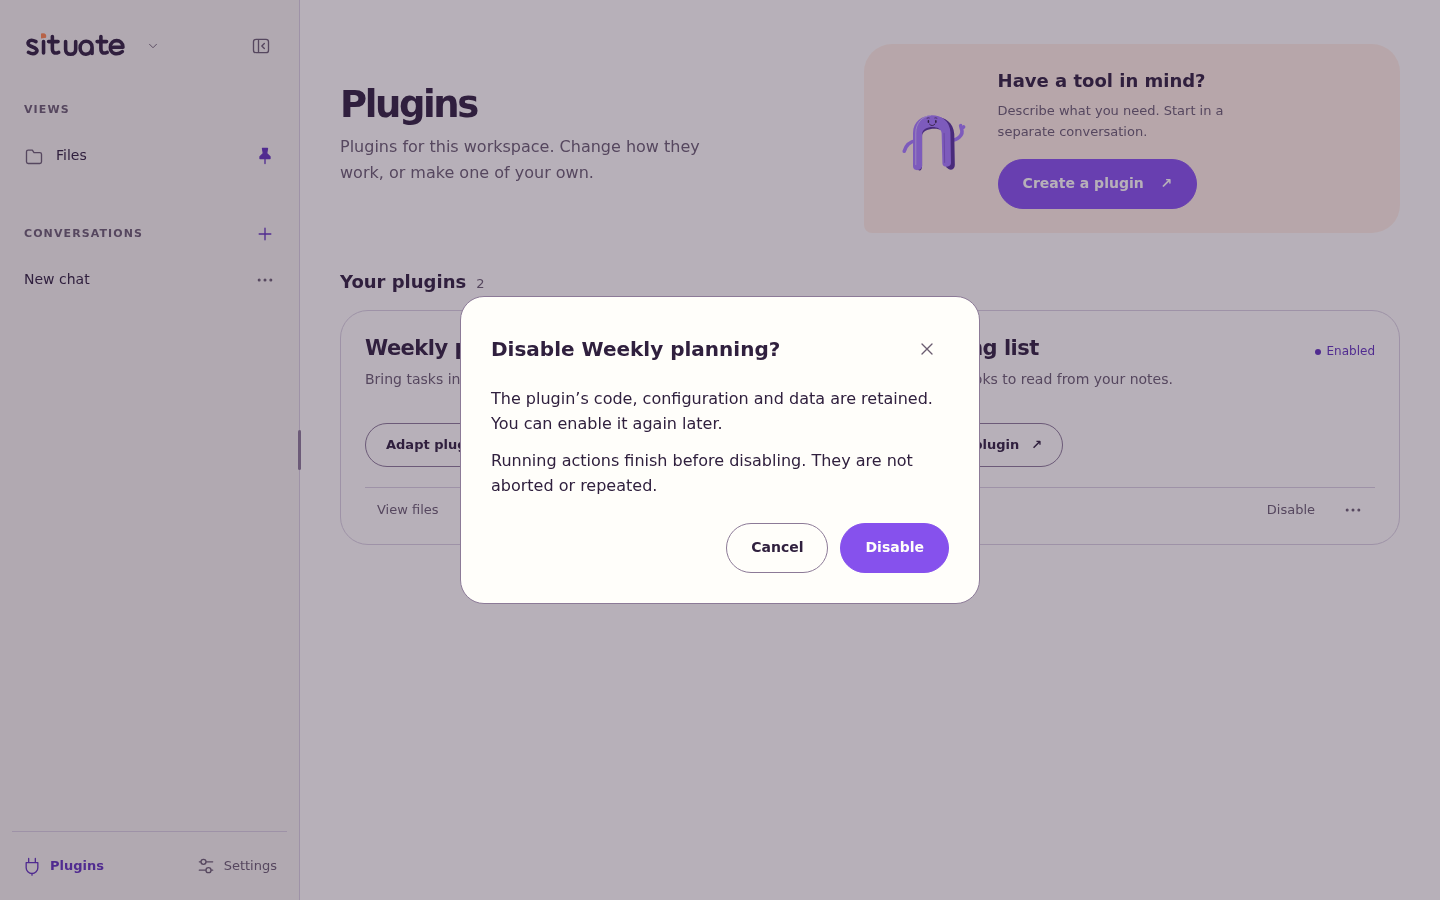 situate
VIEWS
Files
CONVERSATIONS
New chat
Plugins
Settings
Plugins
Plugins for this workspace. Change how they
work, or make one of your own.
Have a tool in mind?
Describe what you need. Start in a
separate conversation.
Create a plugin ↗
Your plugins 2
Weekly
Bring tasks in
Adapt
View files
list
Enabled
to read from your notes.
↗
Disable
Disable Weekly planning?
The plugin’s code, configuration and data are retained.
You can enable it again later.
Running actions finish before disabling. They are not
aborted or repeated.
Cancel
Disable